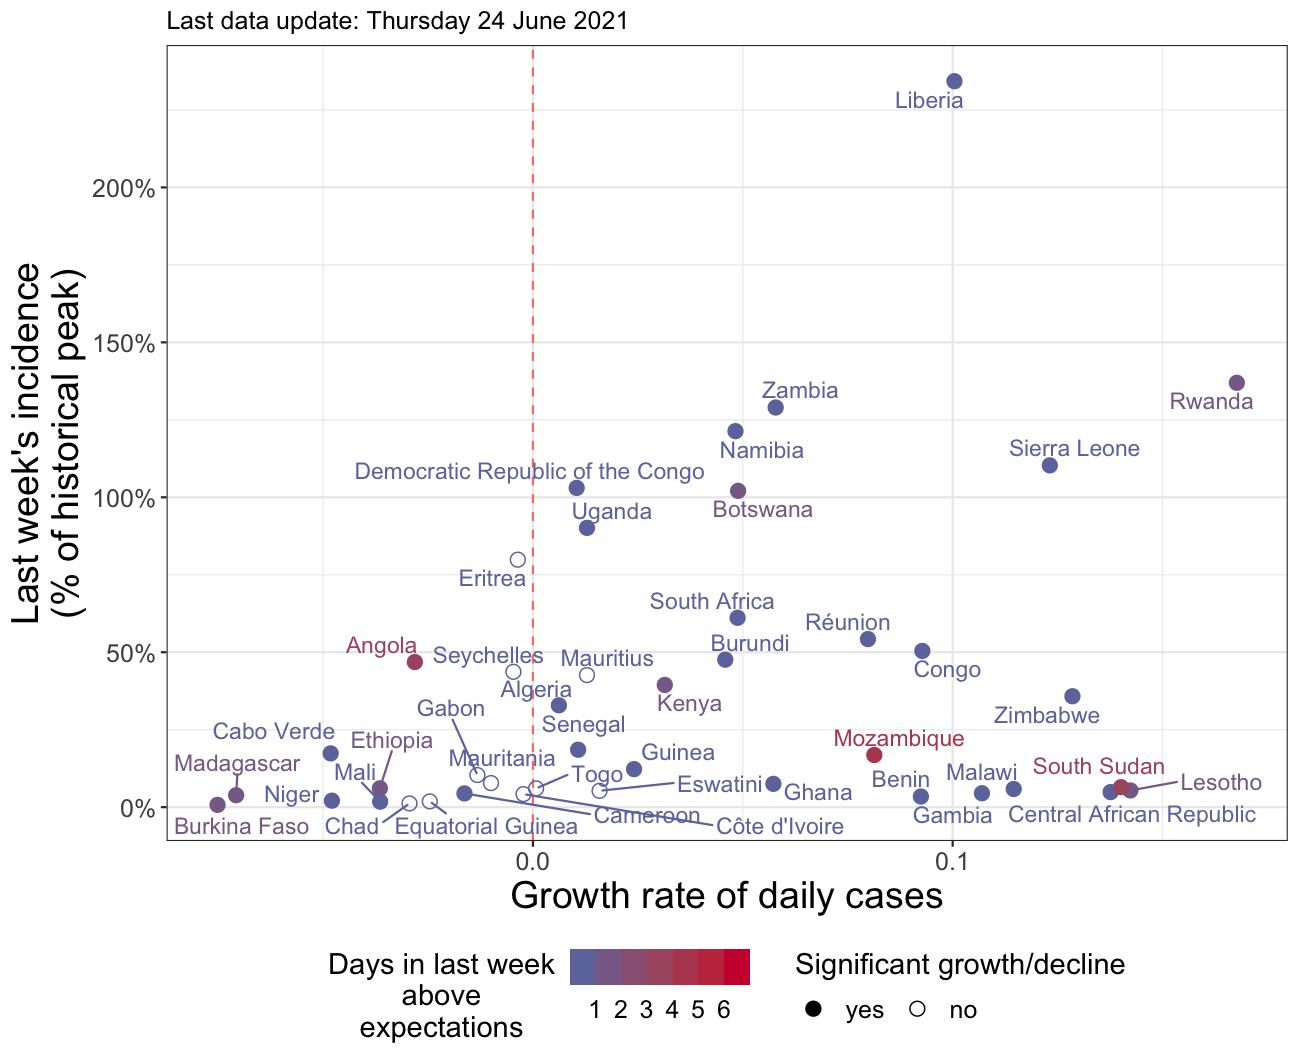 Last data update: Thursday 24 June 2021
Last week's incidence
(% of historical peak)
200%
150%
100%
50%
0%
Liberia
Zambia
Rwanda
Namibia
Sierra Leone
Democratic Republic of the Congo
Botswana
Uganda
Eritrea
South Africa
Réunion
Burundi
Angola
Seychelles
Mauritius
Congo
Algeria
Kenya
Gabon
Zimbabwe
Senegal
Cabo Verde
Ethiopia
Mozambique
Guinea
Mauritania
Madagascar
Mali
Togo
South Sudan
Benin
Malawi
Eswatini
Lesotho
Niger
Ghana
Cameroon
Gambia
Central African Republic
Burkina Faso
Chad
Equatorial Guinea
Côte d'Ivoire
0.0
0.1
Growth rate of daily cases
Days in last week
above
expectations
1 2 3 4 5 6
Significant growth/decline
yes
no